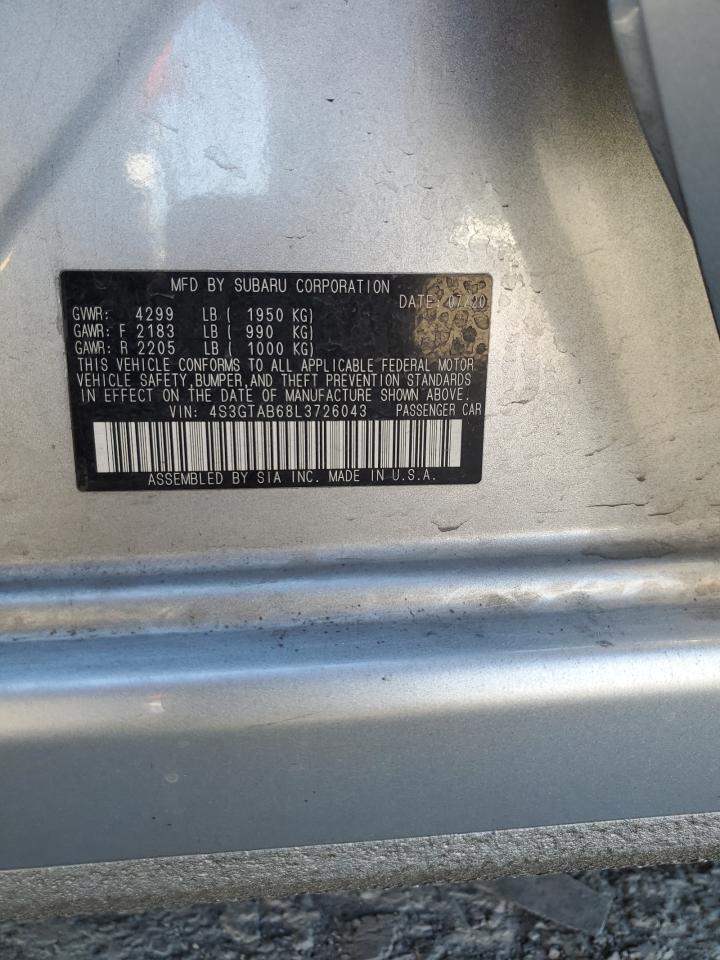 MFD BY SUBARU CORPORATION
DATE 07/20
GVWR: 4299 LB ( 1950 KG)
GAWR: F 2183 LB ( 990 KG)
GAWR: R 2205 LB ( 1000 KG)
THIS VEHICLE CONFORMS TO ALL APPLICABLE FEDERAL MOTOR
VEHICLE SAFETY,BUMPER,AND THEFT PREVENTION STANDARDS
IN EFFECT ON THE DATE OF MANUFACTURE SHOWN ABOVE.
VIN: 4S3GTAB68L3726043 PASSENGER CAR
ASSEMBLED BY SIA INC. MADE IN U.S.A.